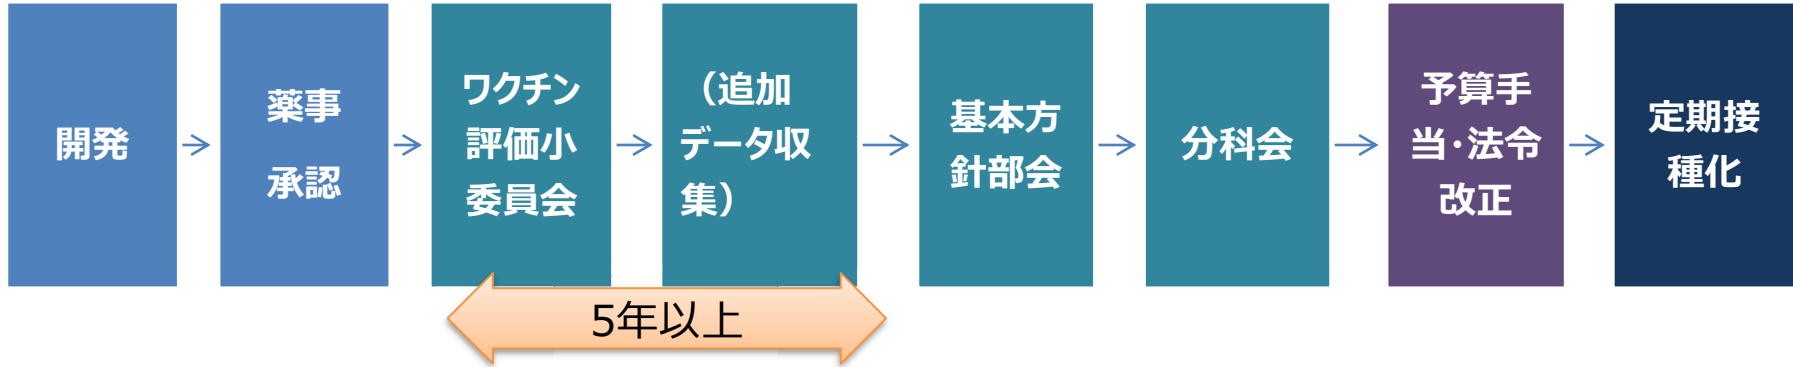 開発
薬事
承認
ワクチン
評価小
委員会
（追加
データ収
集）
基本方
針部会
分科会
予算手
当・法令
改正
定期接
種化
5年以上